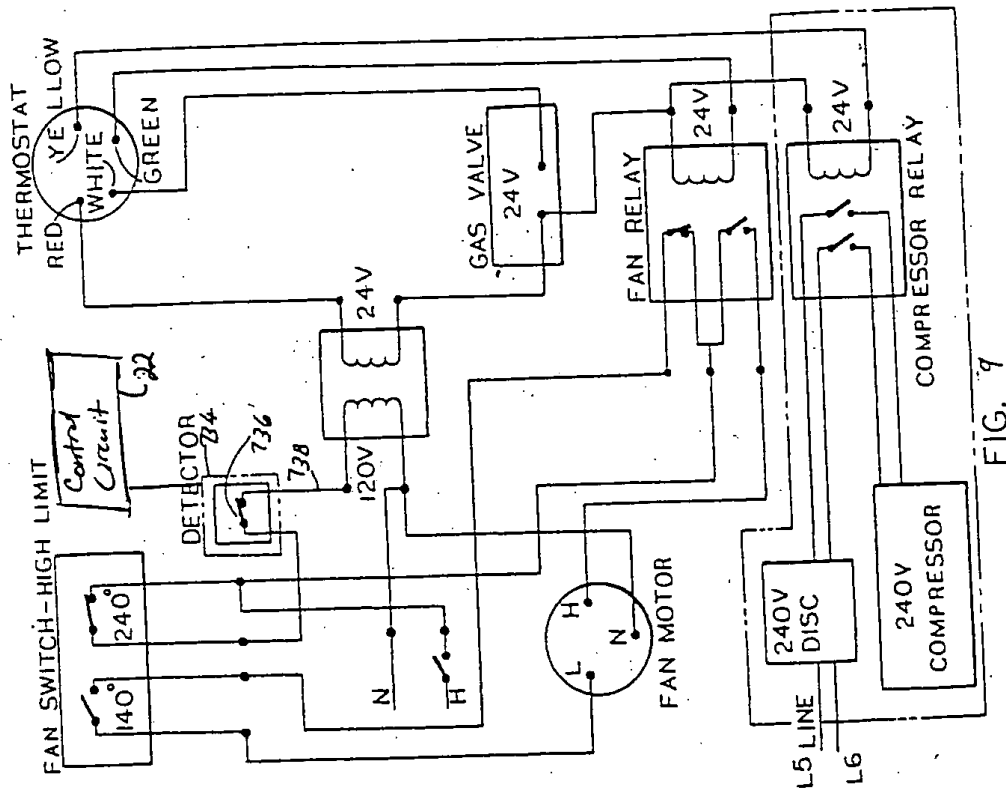 THERMOSTAT
RED
YELLOW
WHITE
GREEN
Control
Circuit
22
FAN SWITCH-HIGH LIMIT
140°
240°
DETECTOR
734
736
738
120V
24V
GAS VALVE
24V
N
H
L
H
N
FAN MOTOR
FAN RELAY
24V
24V
COMPRESSOR RELAY
240V
DISC
240V
COMPRESSOR
L5 LINE
L6
FIG. 9